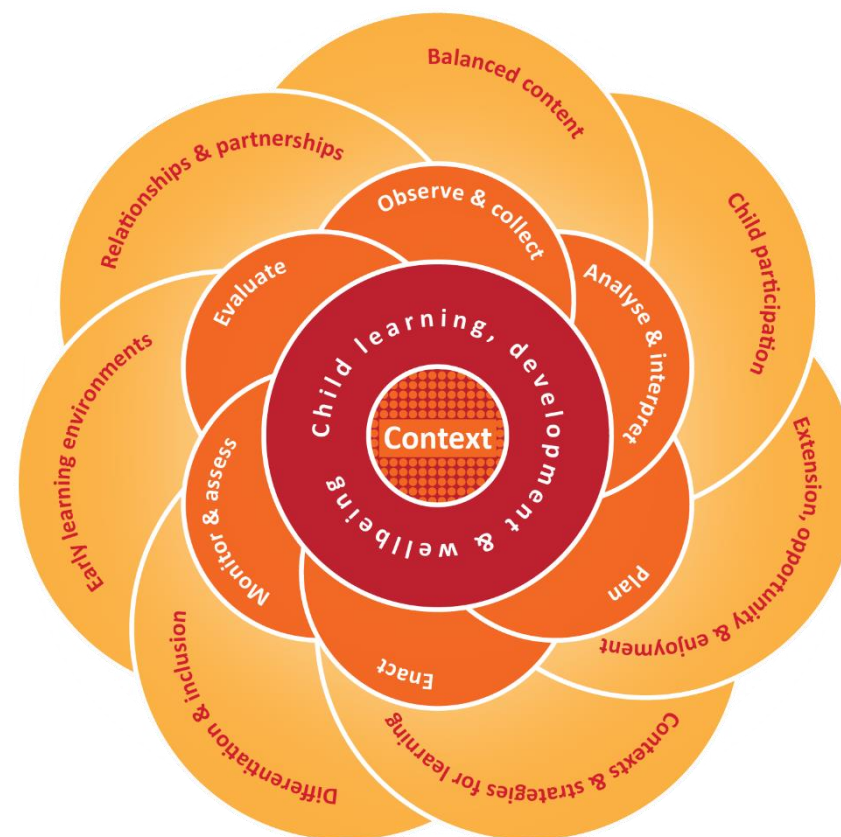 Balanced content
Child participation
Extension, opportunity & enjoyment
Contexts & strategies for learning
Differentiation & inclusion
Early learning environments
Relationships & partnerships
Observe & collect
Analyse & interpret
Plan
Enact
Monitor & assess
Evaluate
Child learning, development & wellbeing
Context